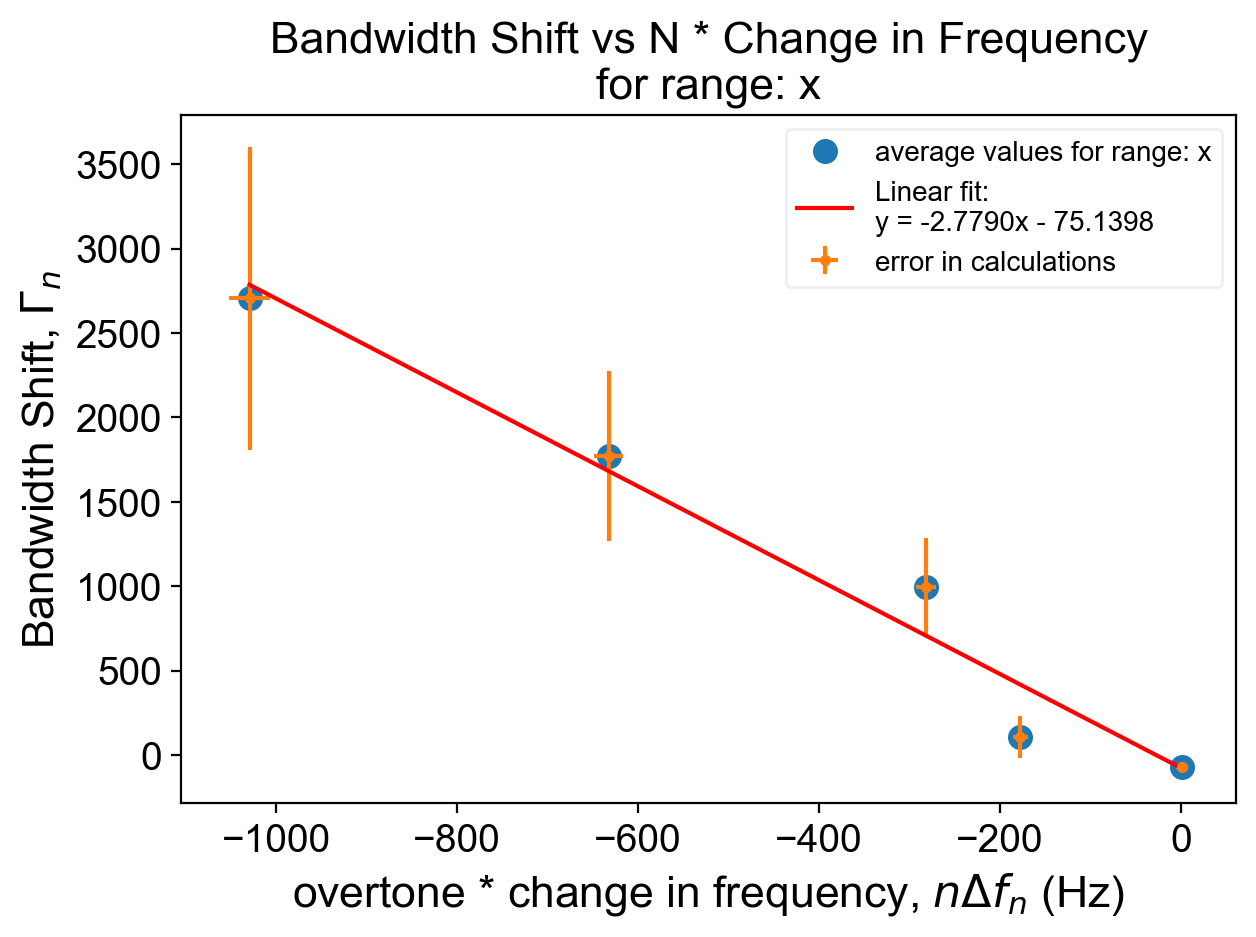 Bandwidth Shift vs N * Change in Frequency
for range: x
average values for range: x
Linear fit:
y = -2.7790x - 75.1398
error in calculations
Bandwidth Shift, Γₙ
3500
3000
2500
2000
1500
1000
500
0
−1000 −800 −600 −400 −200 0
overtone * change in frequency, nΔfₙ (Hz)